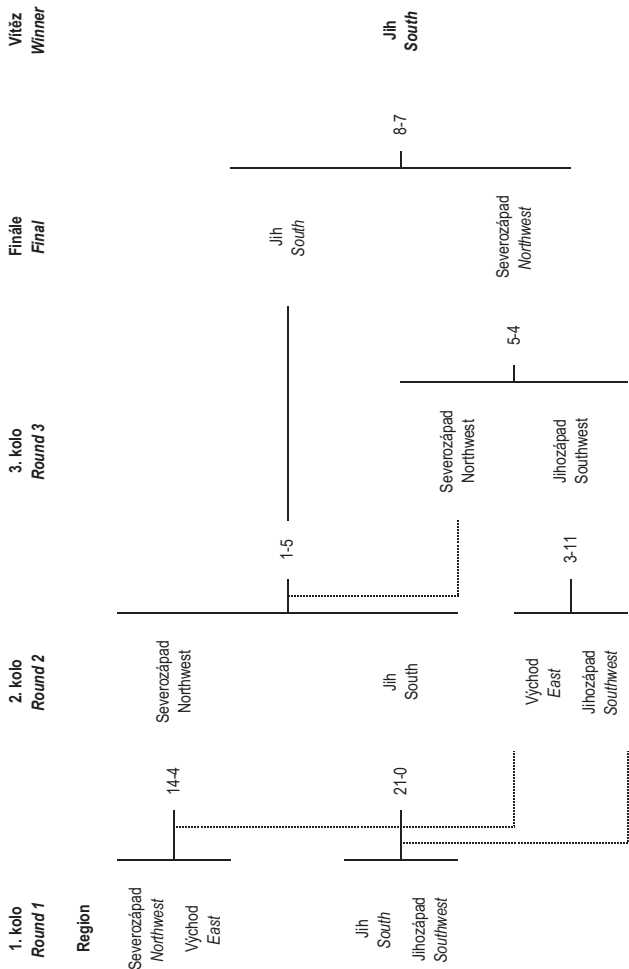 1. kolo
Round 1
2. kolo
Round 2
3. kolo
Round 3
Finále
Final
Vítěz
Winner
Region
Severozápad
Northwest
Východ
East
Jih
South
Jihozápad
Southwest
14-4
21-0
Severozápad
Northwest
Jih
South
Východ
East
Jihozápad
Southwest
1-5
3-11
Severozápad
Northwest
Jihozápad
Southwest
5-4
Jih
South
Severozápad
Northwest
8-7
Jih
South